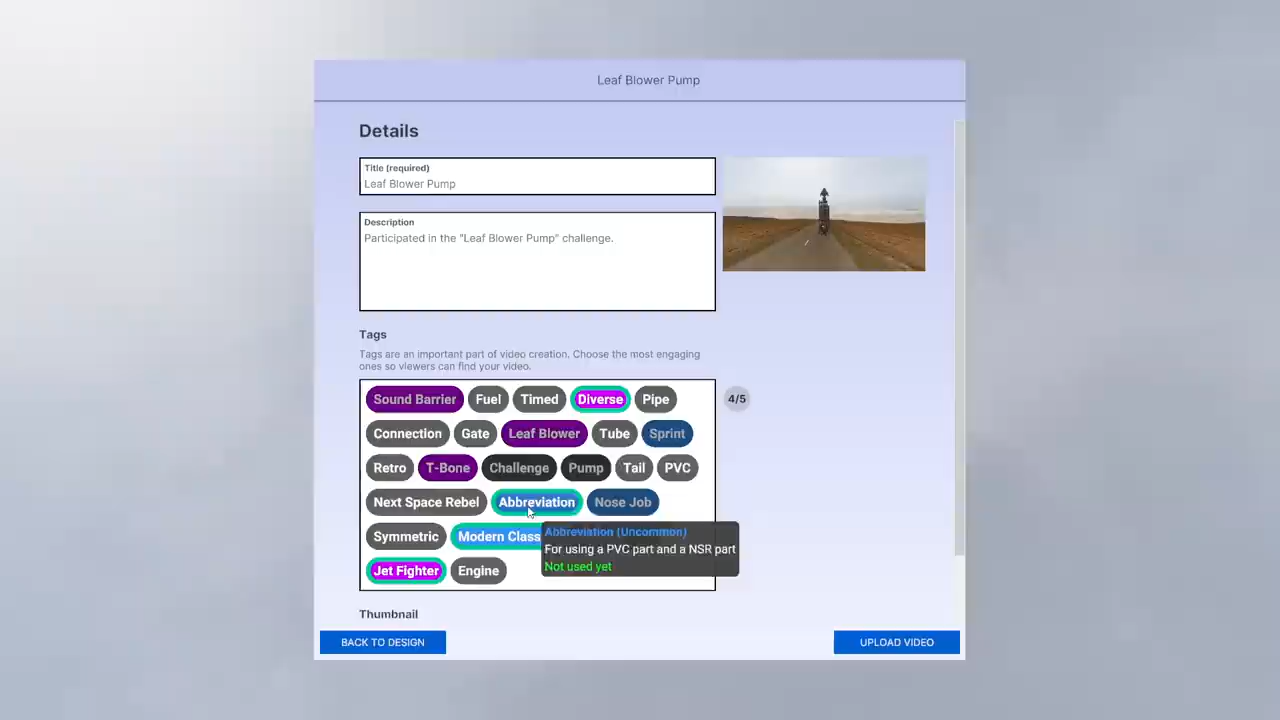 Leaf Blower Pump
Details
Title (required)
Leaf Blower Pump
Description
Participated in the "Leaf Blower Pump" challenge.
Tags
Tags are an important part of video creation. Choose the most engaging
ones so viewers can find your video.
Sound Barrier Fuel Timed Diverse Pipe 4/5
Connection Gate Leaf Blower Tube Sprint
Retro T-Bone Challenge Pump Tail PVC
Next Space Rebel Abbreviation Nose Job
Symmetric Modern Class
Abbreviation (Uncommon)
For using a PVC part and a NSR part
Not used yet
Jet Fighter Engine
Thumbnail
BACK TO DESIGN UPLOAD VIDEO